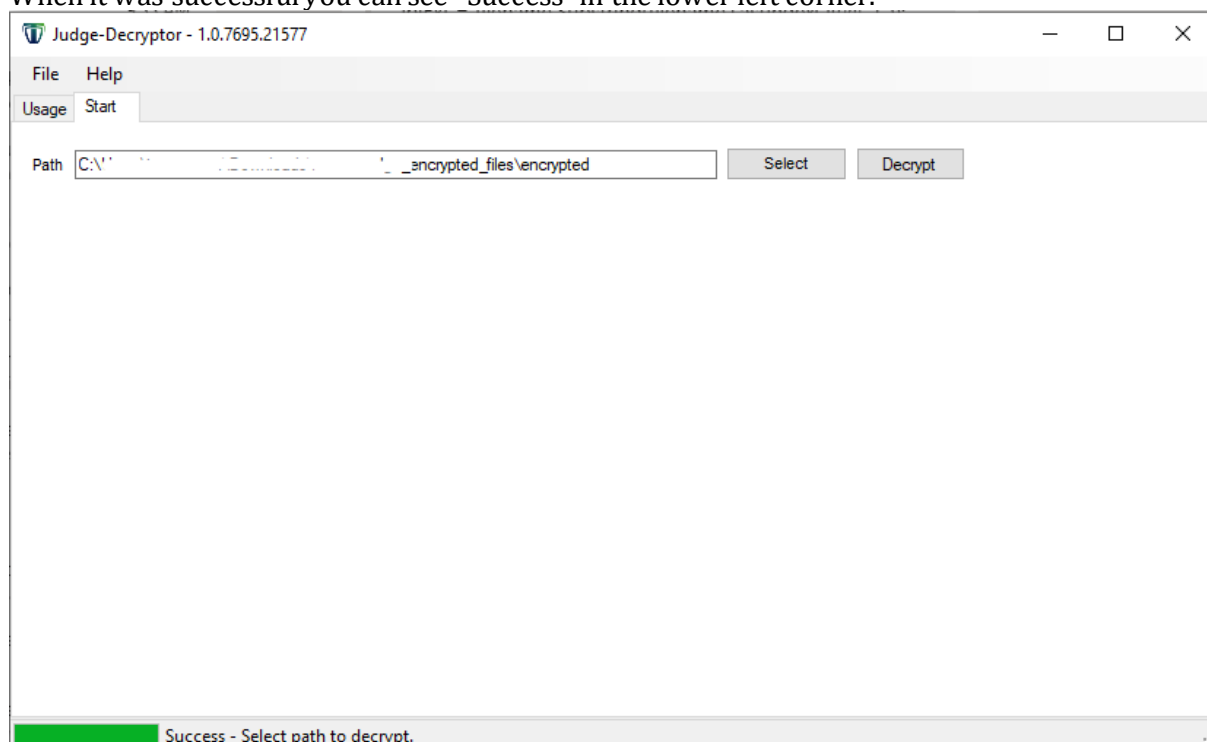 When it was successful you can see "Success" in the lower left corner.
Judge-Decryptor - 1.0.7695.21577
File Help
Usage Start
Path C:\ _encrypted_files\encrypted Select Decrypt
Success - Select path to decrypt.